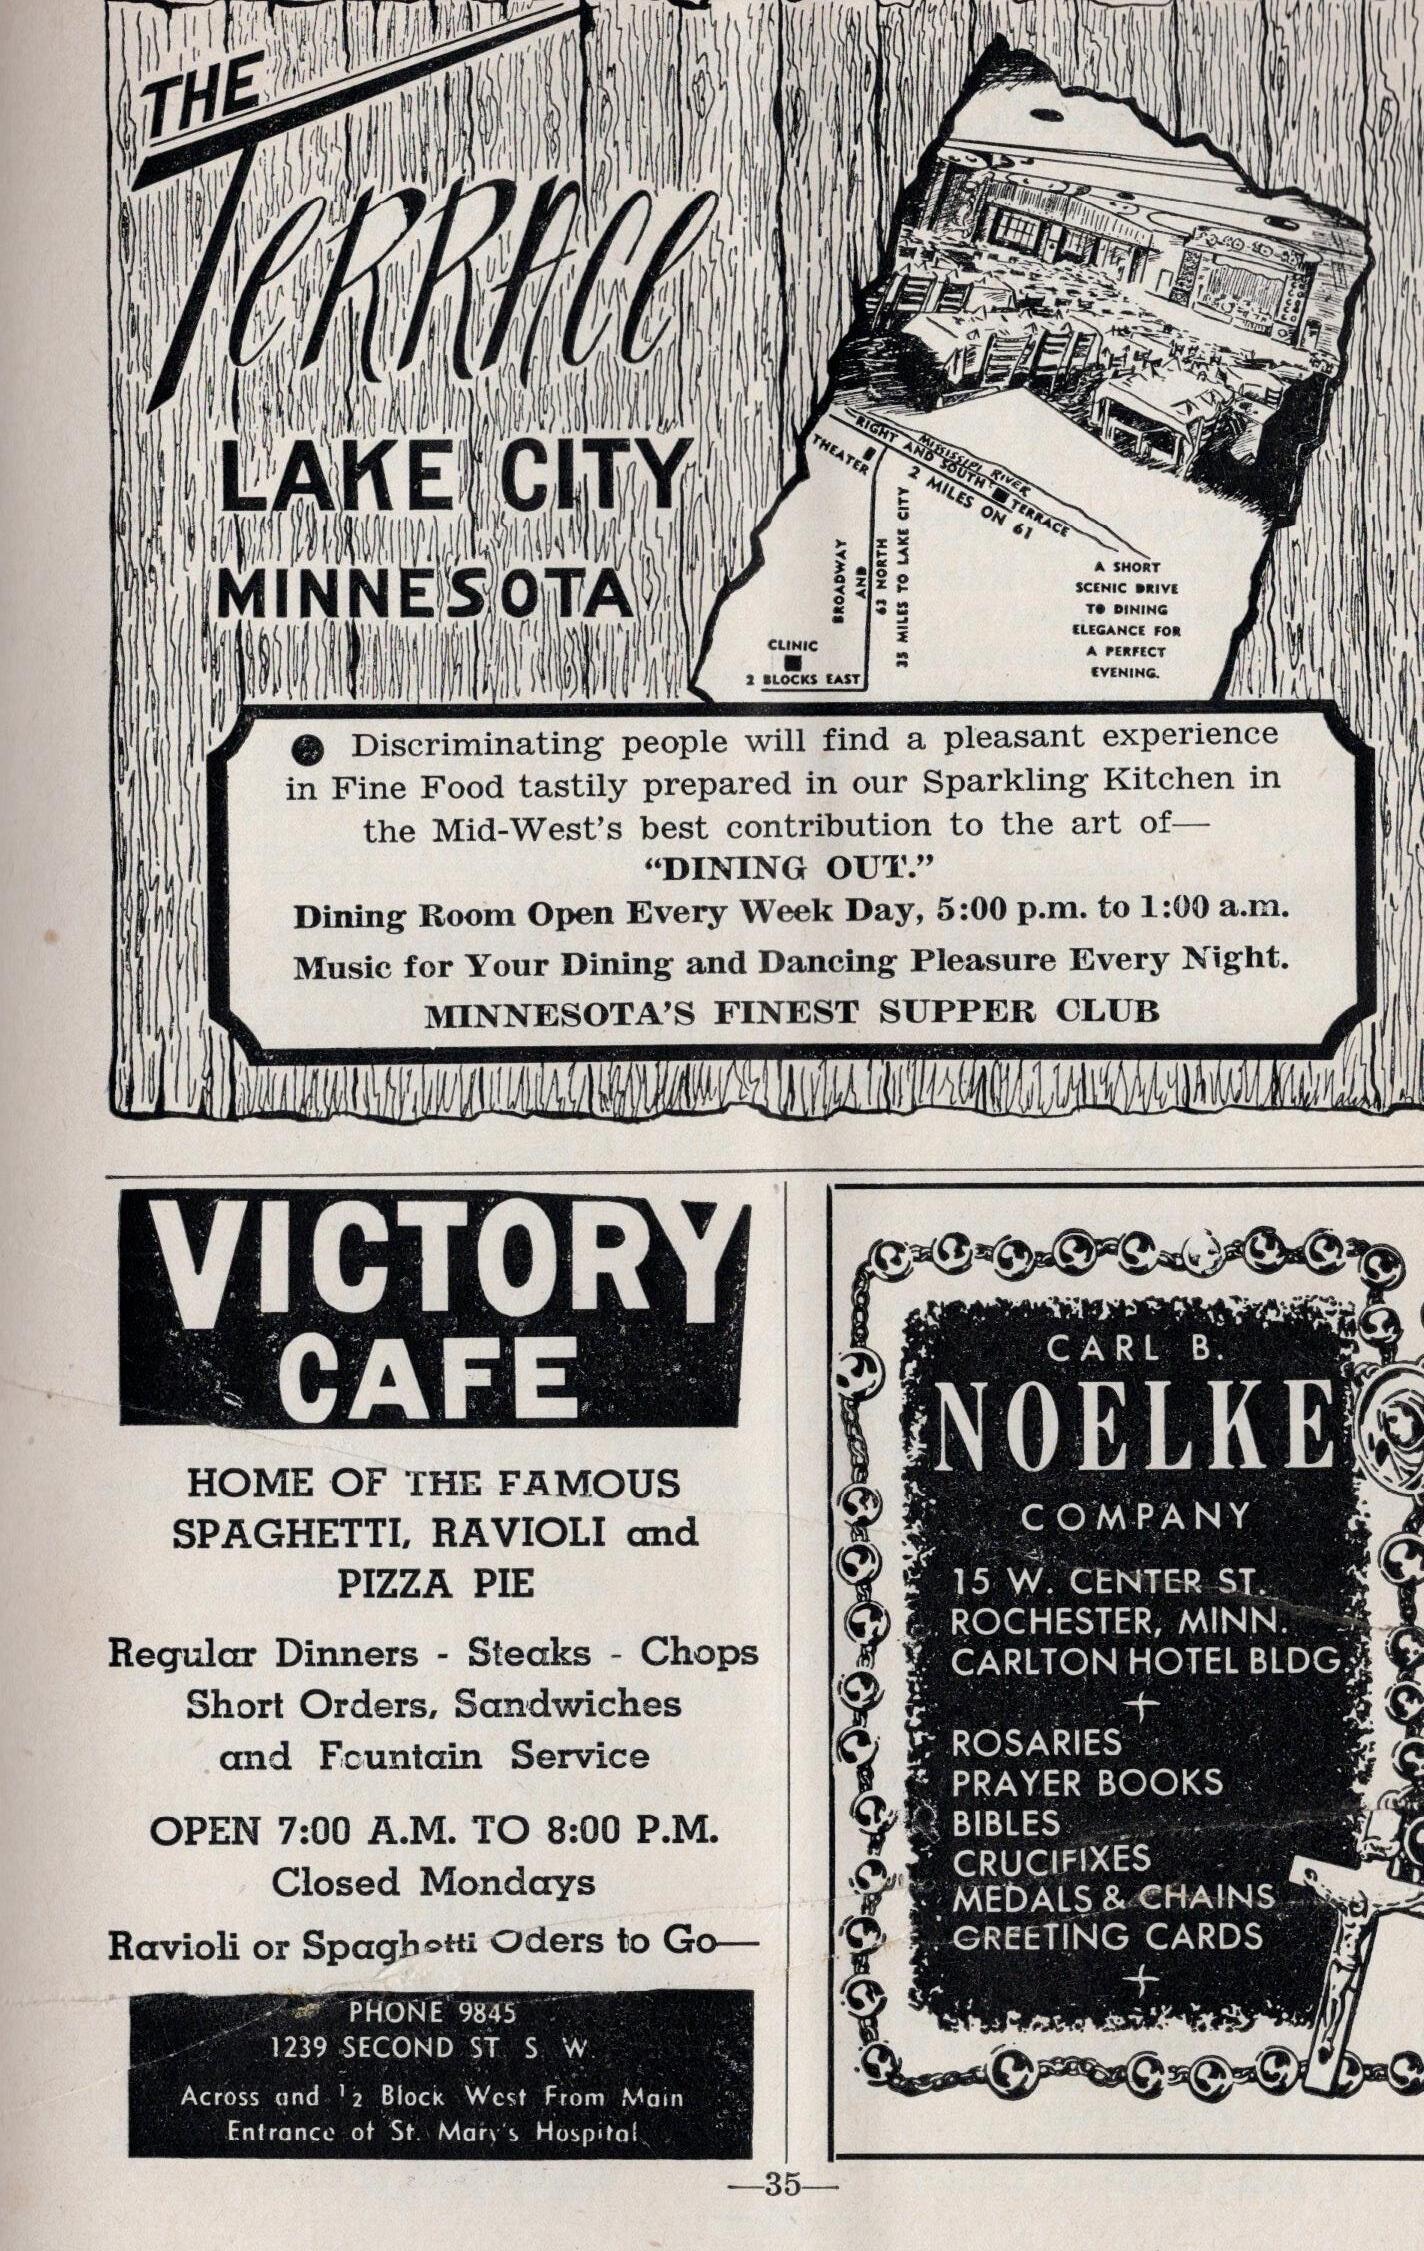 THE
TERRACE
LAKE CITY
MINNESOTA
THEATER
RIGHT AND SOUTH
MISSISSIPI RIVER
TERRACE
2 MILES ON 61
BROADWAY
AND
63 NORTH
35 MILES TO LAKE CITY
CLINIC
2 BLOCKS EAST
A SHORT
SCENIC DRIVE
TO DINING
ELEGANCE FOR
A PERFECT
EVENING.
Discriminating people will find a pleasant experience
in Fine Food tastily prepared in our Sparkling Kitchen in
the Mid-West's best contribution to the art of—
“DINING OUT.”
Dining Room Open Every Week Day, 5:00 p.m. to 1:00 a.m.
Music for Your Dining and Dancing Pleasure Every Night.
MINNESOTA'S FINEST SUPPER CLUB
VICTORY
CAFE
HOME OF THE FAMOUS
SPAGHETTI, RAVIOLI and
PIZZA PIE
Regular Dinners - Steaks - Chops
Short Orders, Sandwiches
and Fountain Service
OPEN 7:00 A.M. TO 8:00 P.M.
Closed Mondays
Ravioli or Spaghetti Oders to Go—
PHONE 9845
1239 SECOND ST. S. W.
Across and 1/2 Block West From Main
Entrance of St. Mary's Hospital
CARL B.
NOELKE
COMPANY
15 W. CENTER ST.
ROCHESTER, MINN.
CARLTON HOTEL BLDG.
ROSARIES
PRAYER BOOKS
BIBLES
CRUCIFIXES
MEDALS & CHAINS
GREETING CARDS
—35—